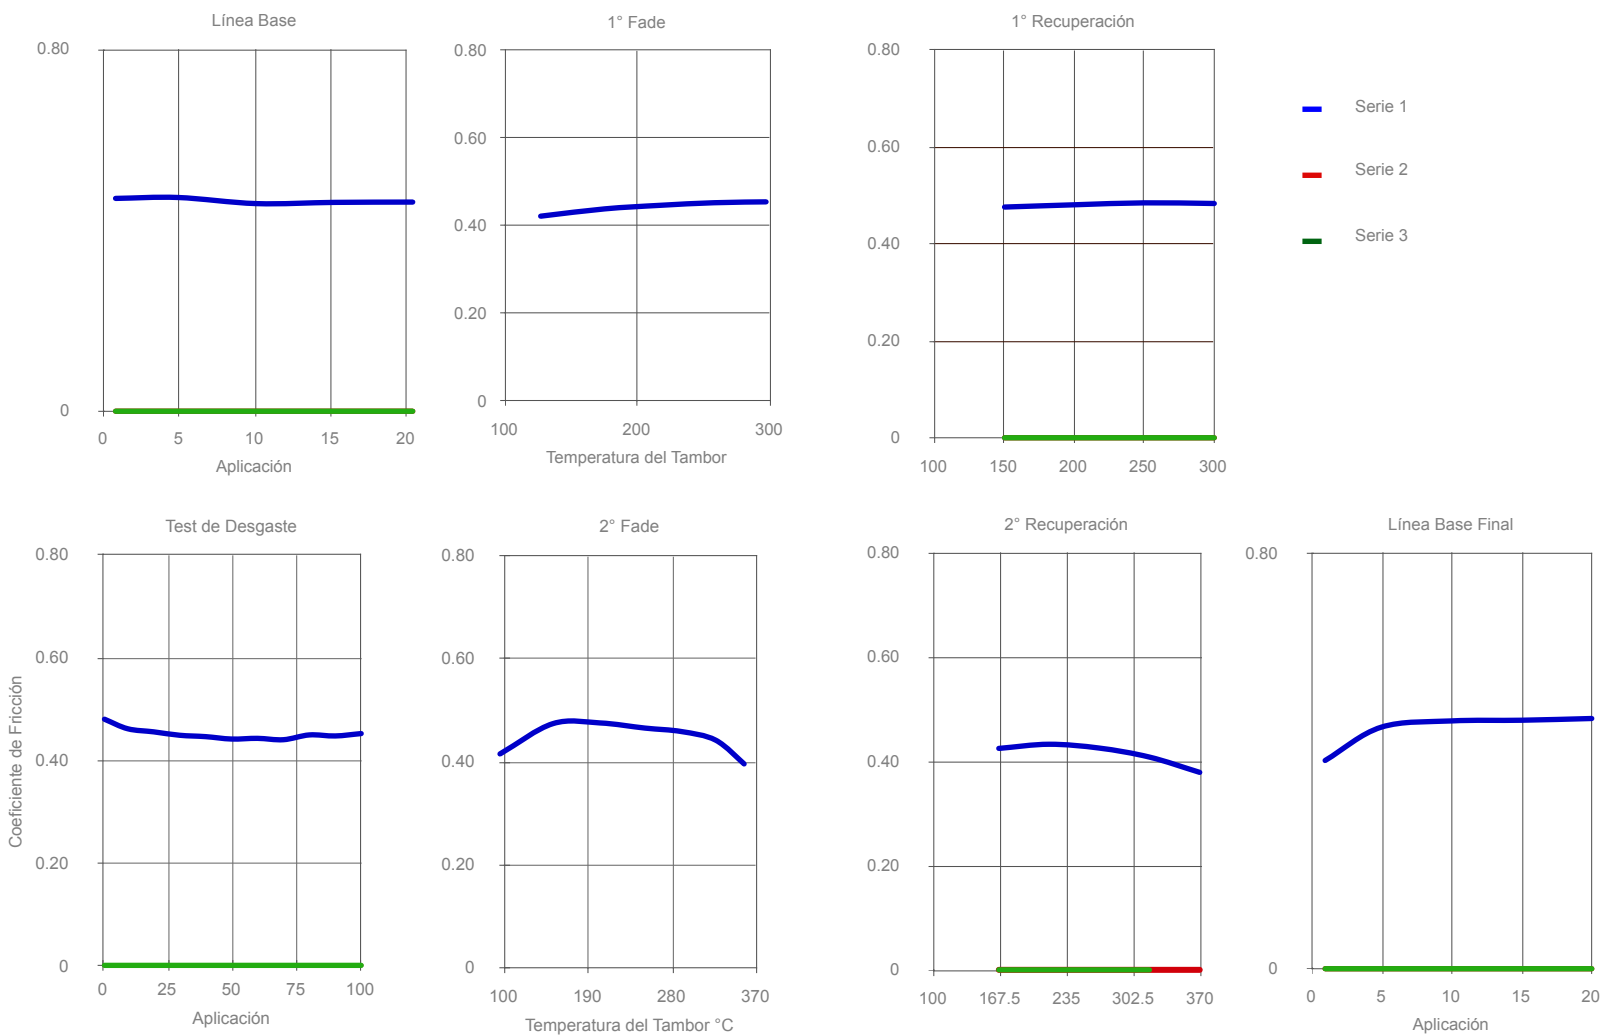 Línea Base
0.80
0
0 5 10 15 20
Aplicación
1° Fade
0.80
0.60
0.40
0.20
0
100 200 300
Temperatura del Tambor
1° Recuperación
0.80
0.60
0.40
0.20
0
100 150 200 250 300
Serie 1
Serie 2
Serie 3
Test de Desgaste
Coeficiente de Fricción
0.80
0.60
0.40
0.20
0
0 25 50 75 100
Aplicación
2° Fade
0.80
0.60
0.40
0.20
0
100 190 280 370
Temperatura del Tambor °C
2° Recuperación
0.80
0.60
0.40
0.20
0
100 167.5 235 302.5 370
Línea Base Final
0.80
0
0 5 10 15 20
Aplicación